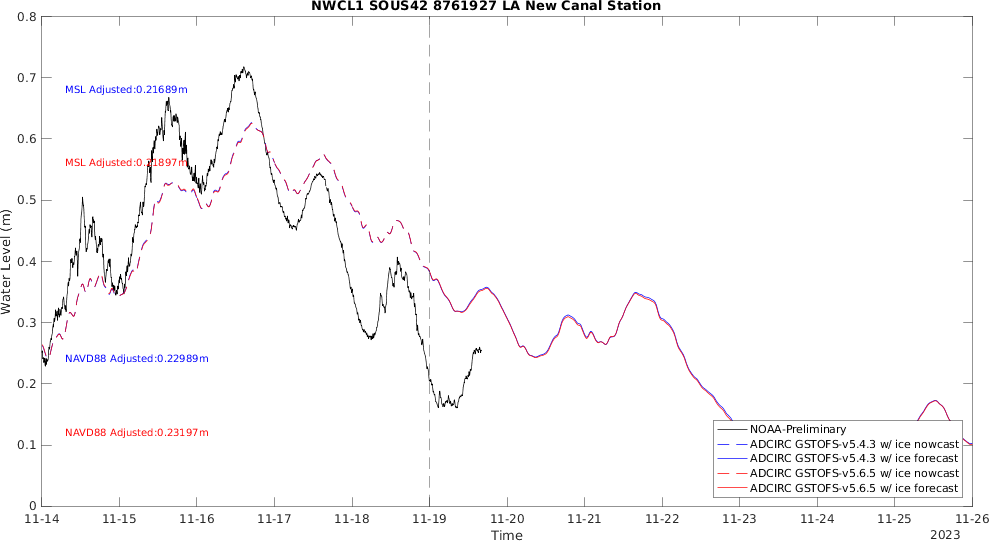 NWCL1 SOUS42 8761927 LA New Canal Station
0.8
0.7
0.6
0.5
0.4
0.3
0.2
0.1
0
Water Level (m)
MSL Adjusted:0.21689m
MSL Adjusted:0.21897m
NAVD88 Adjusted:0.22989m
NAVD88 Adjusted:0.23197m
NOAA-Preliminary
ADCIRC GSTOFS-v5.4.3 w/ ice nowcast
ADCIRC GSTOFS-v5.4.3 w/ ice forecast
ADCIRC GSTOFS-v5.6.5 w/ ice nowcast
ADCIRC GSTOFS-v5.6.5 w/ ice forecast
11-14 11-15 11-16 11-17 11-18 11-19 11-20 11-21 11-22 11-23 11-24 11-25 11-26
Time
2023